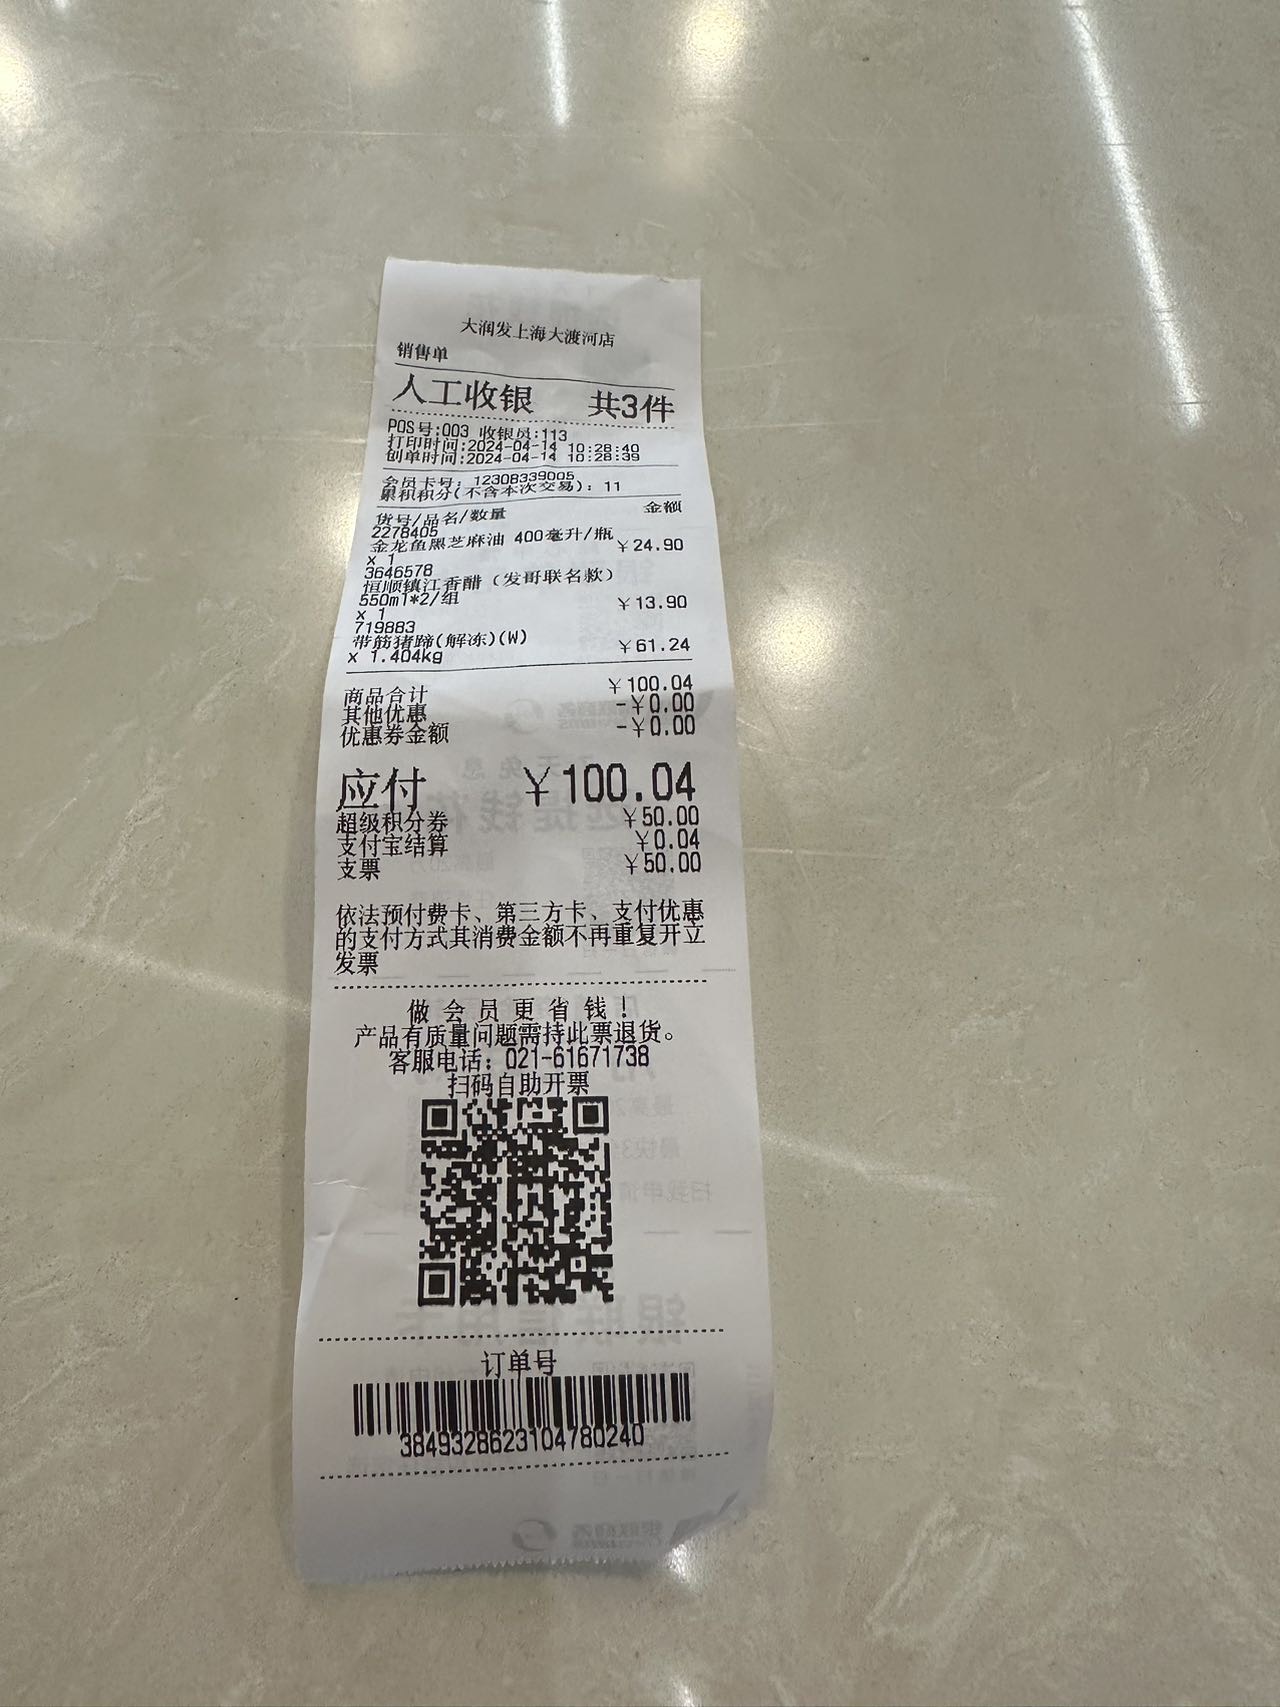 大润发上海大渡河店
销售单
人工收银 共3件
POS号:003 收银员:113
打印时间:2024-04-14 10:28:40
创单时间:2024-04-14 10:28:39
会员卡号: 12308339005
累积积分(不含本次交易): 11
货号/品名/数量 金额
2278405
金龙鱼黑芝麻油 400毫升/瓶
x 1 ￥24.90
3646578
恒顺镇江香醋(发哥联名款)
550ml*2/组
x 1 ￥13.90
719883
带筋猪蹄(解冻)(W)
x 1.404kg ￥61.24
商品合计 ￥100.04
其他优惠 -￥0.00
优惠券金额 -￥0.00
应付 ￥100.04
超级积分券 ￥50.00
支付宝结算 ￥0.04
支票 ￥50.00
依法预付费卡、第三方卡、支付优惠
的支付方式其消费金额不再重复开立
发票
做会员更省钱!
产品有质量问题需持此票退货。
客服电话: 021-61671738
扫码自助开票
订单号
3849328623104780240